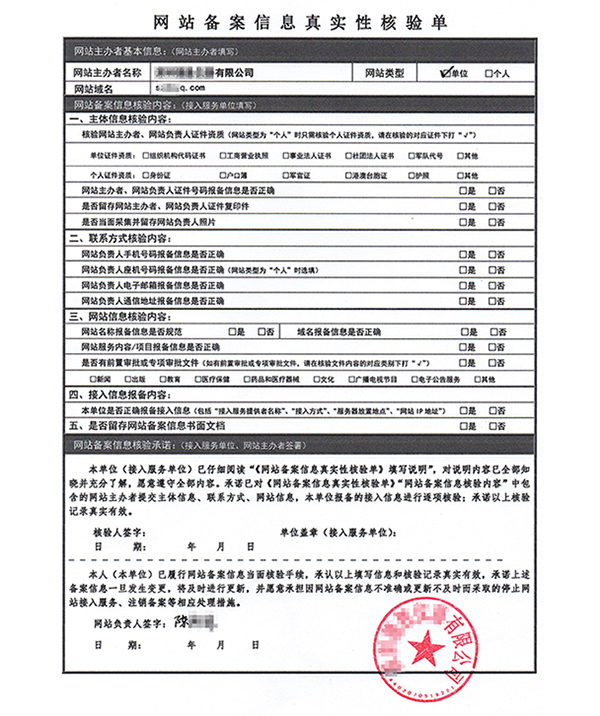 网站备案信息真实性核验单
网站主办者基本信息：（网站主办者填写）
网站主办者名称 有限公司 网站类型 ☑单位 □个人
网站域名 s q.com
网站备案信息核验内容：（接入服务单位填写）
一、主体信息核验内容：
核验网站主办者、网站负责人证件资质（网站类型为“个人”时只需核验个人证件资质，请在核验的对应证件下打“√”）
单位证件资质：□组织机构代码证书 □工商营业执照 □事业法人证书 □社团法人证书 □军队代号 □其他
个人证件资质：□身份证 □户口簿 □军官证 □港澳台胞证 □护照 □其他
网站主办者、网站负责人证件号码报备信息是否正确 □是 □否
是否留存网站主办者、网站负责人证件复印件 □是 □否
是否当面采集并留存网站负责人照片 □是 □否
二、联系方式核验内容：
网站负责人手机号码报备信息是否正确 □是 □否
网站负责人座机号码报备信息是否正确（网站类型为“个人”时选填） □是 □否
网站负责人电子邮箱报备信息是否正确 □是 □否
网站负责人通信地址报备信息是否正确 □是 □否
三、网站信息核验内容：
网站名称报备信息是否规范 □是 □否 域名报备信息是否正确 □是 □否
网站服务内容/项目报备信息是否正确 □是 □否
是否有前置审批或专项审批文件（如有前置审批或专项审批文件，请在核验文件内容的对应类别下打“√”） □是 □否
□新闻 □出版 □教育 □医疗保健 □药品和医疗器械 □文化 □广播电视节目 □电子公告服务 □其他
四、接入信息报备内容：
本单位是否正确报备接入信息（包括“接入服务提供者名称”、“接入方式”、“服务器放置地点”、“网站 IP 地址”） □是 □否
五、是否留存网站备案信息书面文档 □是 □否
网站备案信息核验承诺：（接入服务单位、网站主办者签署）
本单位（接入服务单位）已仔细阅读“《网站备案信息真实性核验单》填写说明”，对说明内容已全部知
晓并充分了解，愿意遵守全部内容。承诺已对《网站备案信息真实性核验单》“网站备案信息核验内容”中包
含的网站主办者提交主体信息、联系方式、网站信息，本单位报备的接入信息进行逐项核验；承诺以上核验
记录真实有效。
核验人签字： 单位盖章（接入服务单位）：
日 期： 年 月 日
本人（本单位）已履行网站备案信息当面核验手续，承认以上填写信息和核验记录真实有效，承诺上述
备案信息一旦发生变更，将及时进行更新，并愿意承担因网站备案信息不准确或更新不及时而采取的停止网
站接入服务、注销备案等相应处理措施。
网站负责人签字：陈
日 期： 年 月 日
有限公司